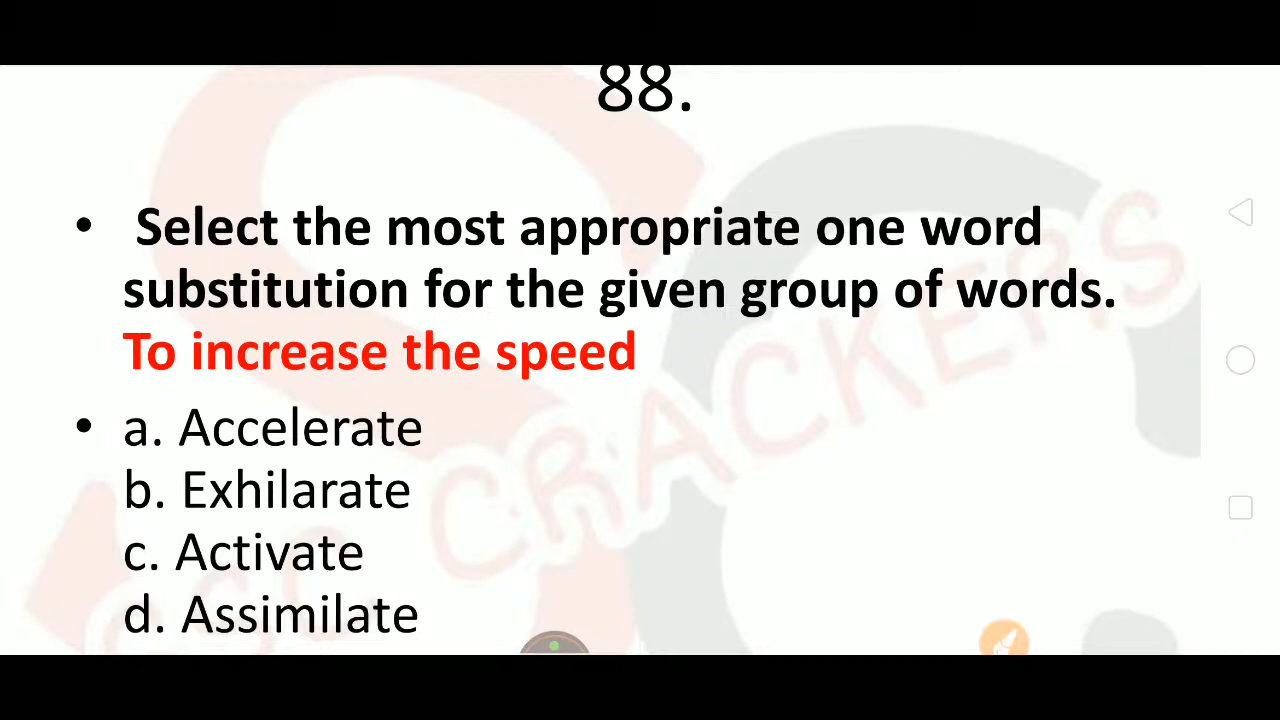 88.
• Select the most appropriate one word
substitution for the given group of words.
To increase the speed
• a. Accelerate
b. Exhilarate
c. Activate
d. Assimilate
CRACKERS